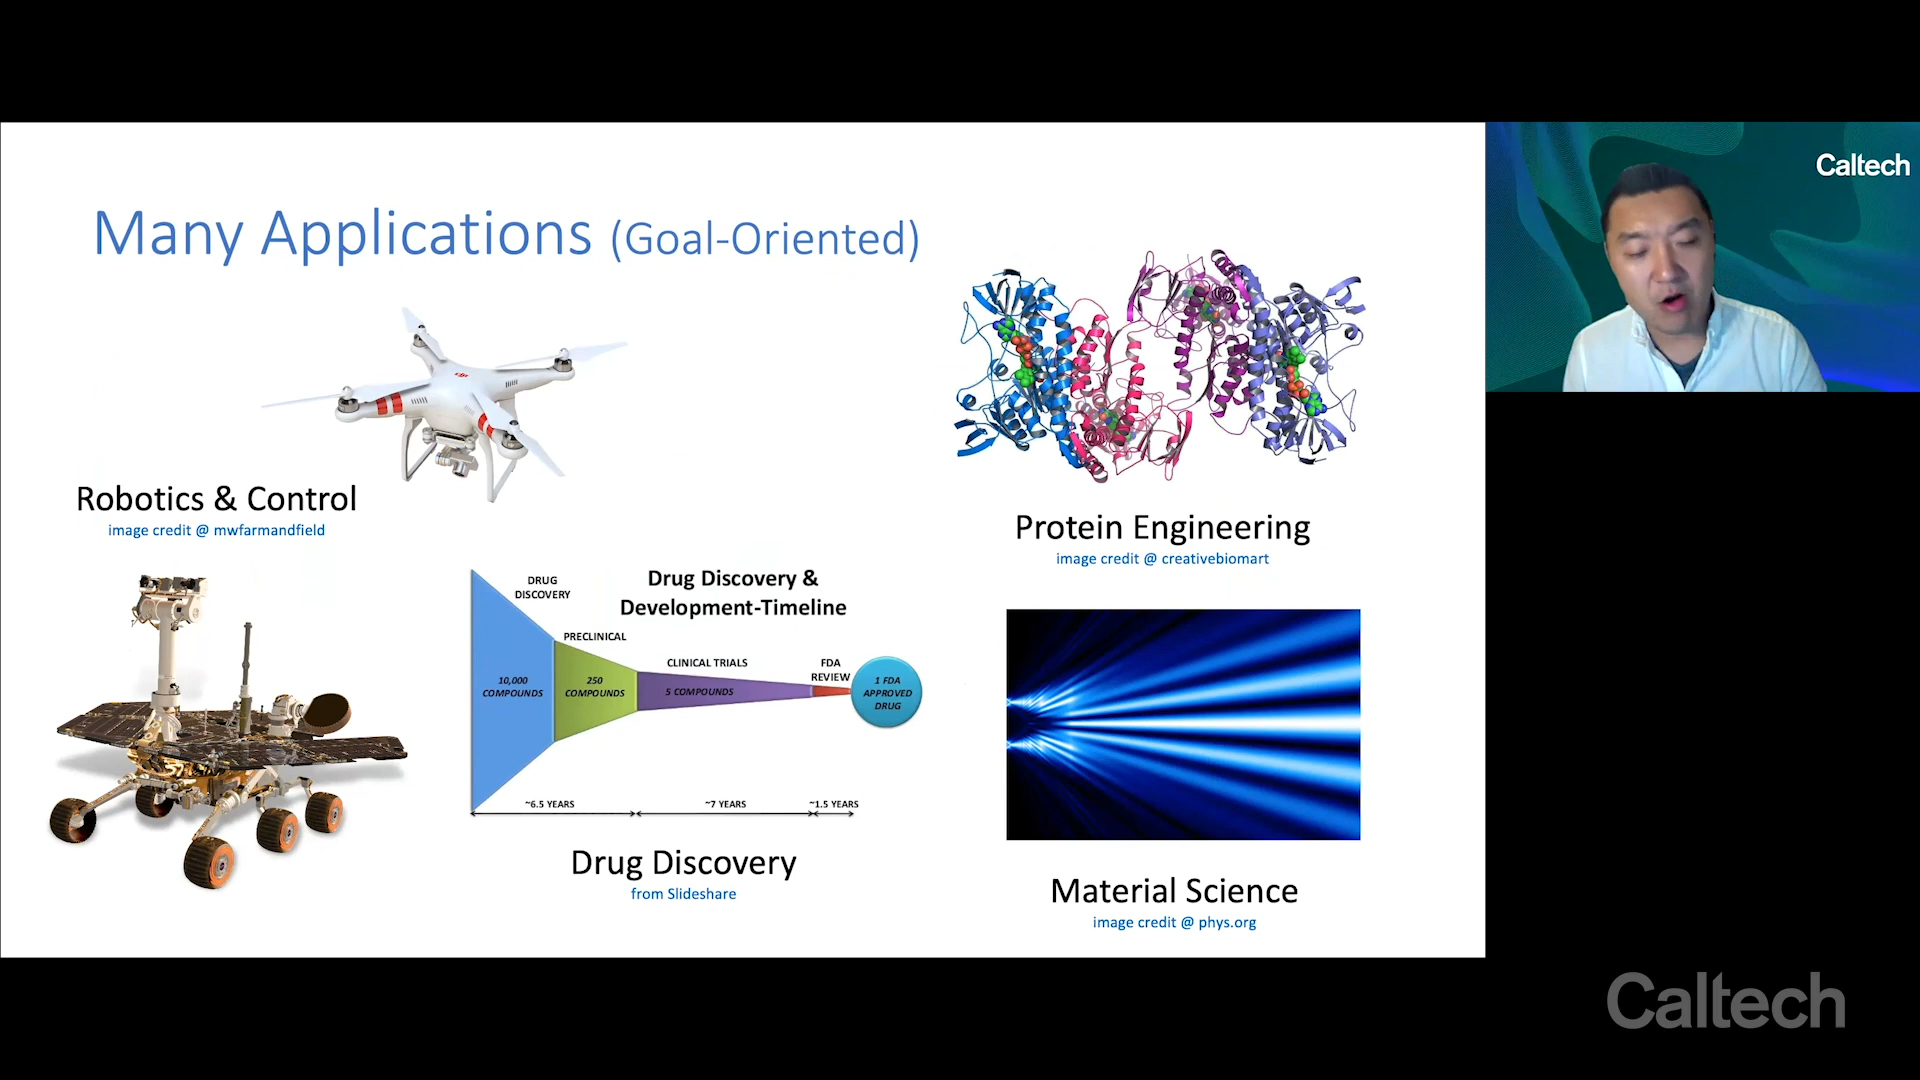 Many Applications (Goal-Oriented)
Caltech
Robotics & Control
image credit @ mwfarmandfield
Protein Engineering
image credit @ creativebiomart
Drug Discovery &
Development-Timeline
DRUG
DISCOVERY
PRECLINICAL
CLINICAL TRIALS
FDA
REVIEW
10,000
COMPOUNDS
250
COMPOUNDS
5 COMPOUNDS
1 FDA
APPROVED
DRUG
~6.5 YEARS
~7 YEARS
~1.5 YEARS
Drug Discovery
from Slideshare
Material Science
image credit @ phys.org
Caltech